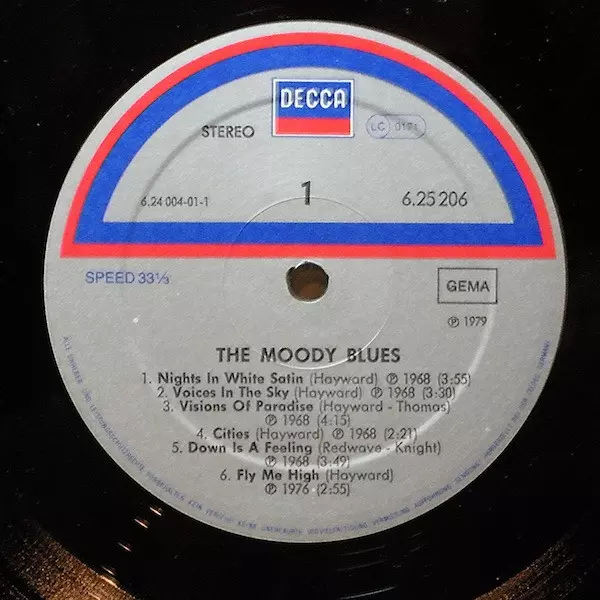 DECCA
STEREO
LC 0171
1
6.24 004-01-1
6.25 206
SPEED 33⅓
GEMA
℗ 1979
THE MOODY BLUES
1. Nights In White Satin (Hayward) ℗ 1968 (3:55)
2. Voices In The Sky (Hayward) ℗ 1968 (3:30)
3. Visions Of Paradise (Hayward - Thomas)
℗ 1968 (4:15)
4. Cities (Hayward) ℗ 1968 (2:21)
5. Down Is A Feeling (Redwave - Knight)
℗ 1968 (3:49)
6. Fly Me High (Hayward)
℗ 1976 (2:55)